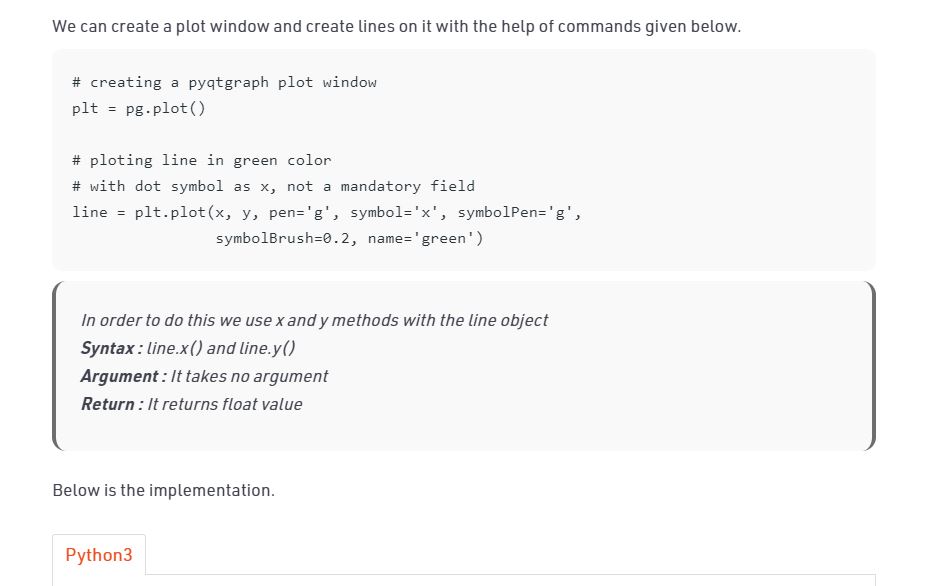 We can create a plot window and create lines on it with the help of commands given below.
# creating a pyqtgraph plot window
plt = pg.plot()
# ploting line in green color
# with dot symbol as x, not a mandatory field
line = plt.plot(x, y, pen='g', symbol='x', symbolPen='g',
symbolBrush=0.2, name='green')
In order to do this we use x and y methods with the line object
Syntax : line.x() and line.y()
Argument : It takes no argument
Return : It returns float value
Below is the implementation.
Python3